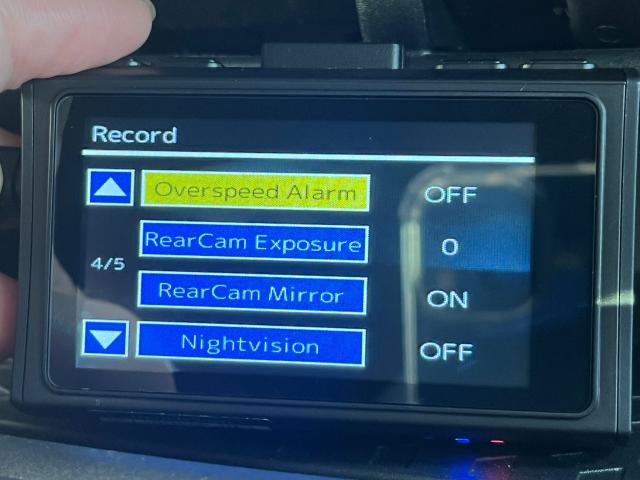 Record
Overspeed Alarm OFF
RearCam Exposure 0
4/5
RearCam Mirror ON
Nightvision OFF